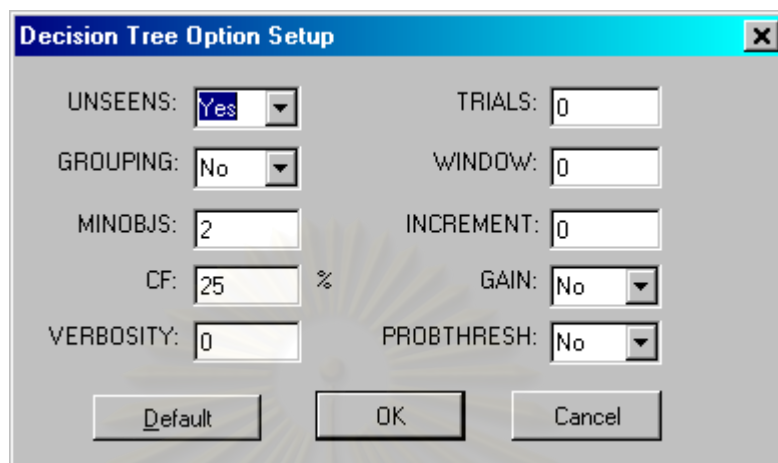 Decision Tree Option Setup
UNSEENS: Yes TRIALS: 0
GROUPING: No WINDOW: 0
MINOBJS: 2 INCREMENT: 0
CF: 25 % GAIN: No
VERBOSITY: 0 PROBTHRESH: No
Default OK Cancel